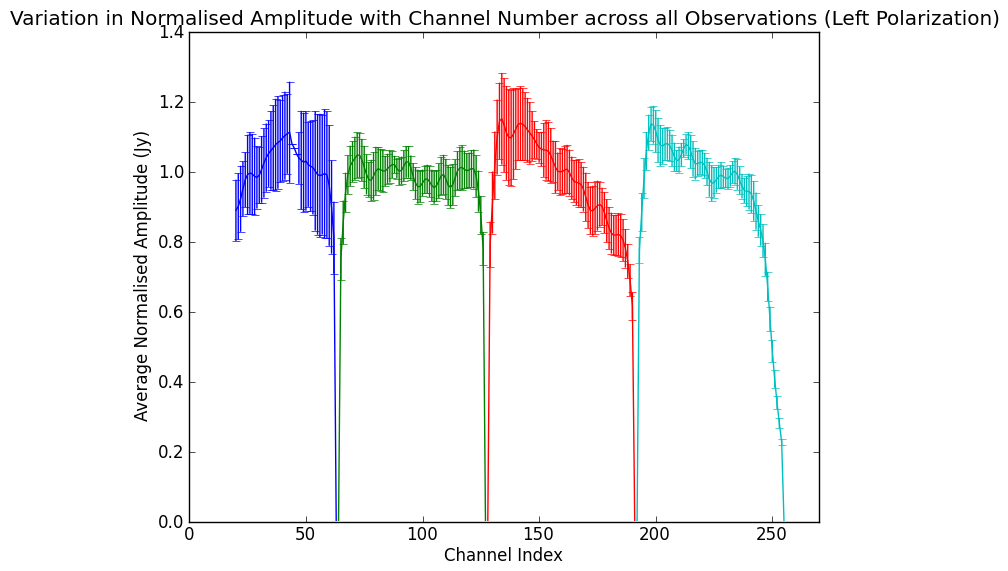 Variation in Normalised Amplitude with Channel Number across all Observations (Left Polarization)
1.4
1.2
1.0
0.8
0.6
0.4
0.2
0.0
Average Normalised Amplitude (Jy)
0 50 100 150 200 250
Channel Index